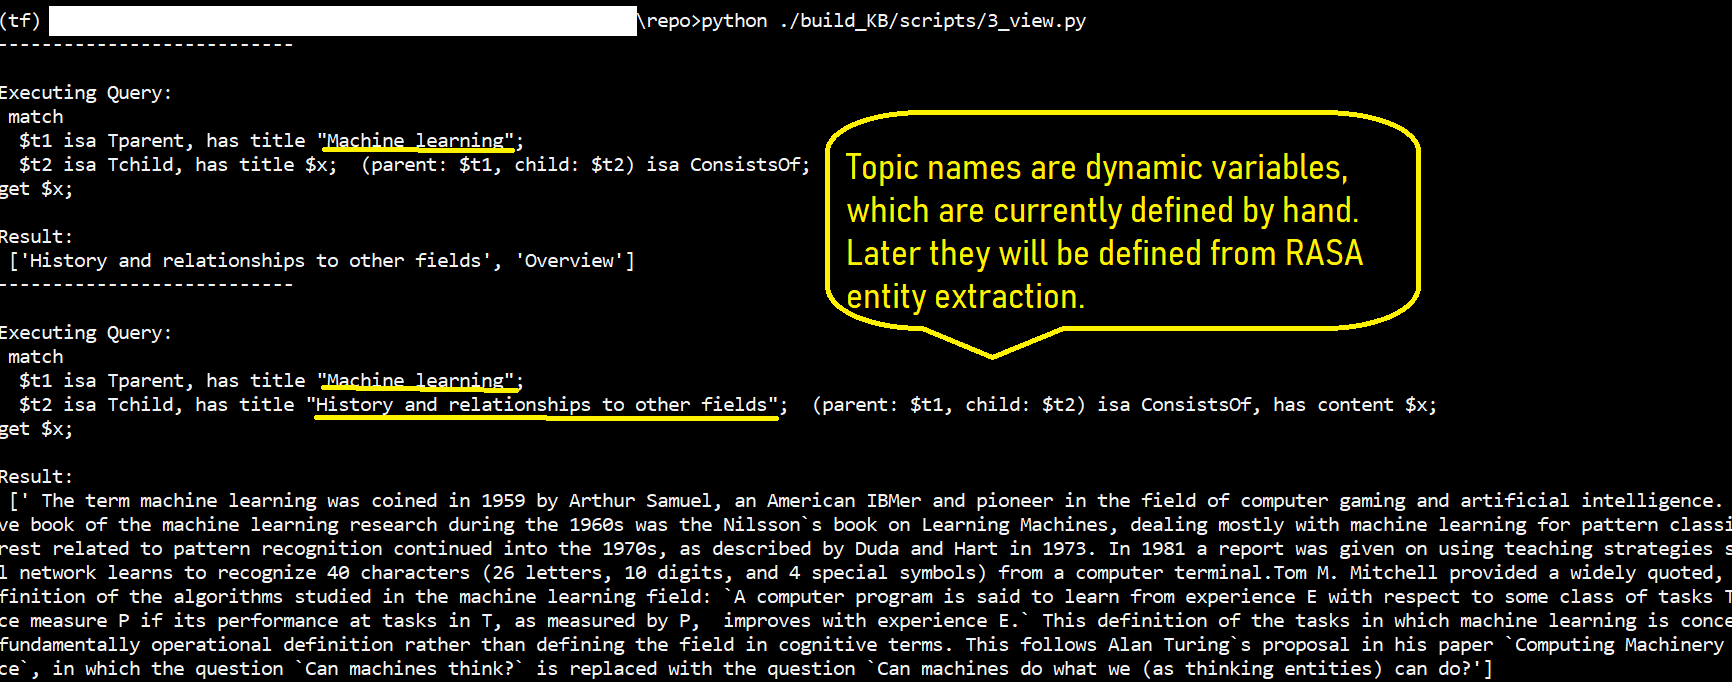 (tf) \repo>python ./build_KB/scripts/3_view.py
---------------------------
Executing Query:
match
$t1 isa Tparent, has title "Machine learning";
$t2 isa Tchild, has title $x;  (parent: $t1, child: $t2) isa ConsistsOf;
get $x;
Result:
['History and relationships to other fields', 'Overview']
---------------------------
Topic names are dynamic variables,
which are currently defined by hand.
Later they will be defined from RASA
entity extraction.
Executing Query:
match
$t1 isa Tparent, has title "Machine learning";
$t2 isa Tchild, has title "History and relationships to other fields";  (parent: $t1, child: $t2) isa ConsistsOf, has content $x;
get $x;
Result:
[' The term machine learning was coined in 1959 by Arthur Samuel, an American IBMer and pioneer in the field of computer gaming and artificial intelligence.
ve book of the machine learning research during the 1960s was the Nilsson`s book on Learning Machines, dealing mostly with machine learning for pattern classi
rest related to pattern recognition continued into the 1970s, as described by Duda and Hart in 1973. In 1981 a report was given on using teaching strategies s
l network learns to recognize 40 characters (26 letters, 10 digits, and 4 special symbols) from a computer terminal.Tom M. Mitchell provided a widely quoted,
finition of the algorithms studied in the machine learning field: `A computer program is said to learn from experience E with respect to some class of tasks T
ce measure P if its performance at tasks in T, as measured by P,  improves with experience E.` This definition of the tasks in which machine learning is conce
fundamentally operational definition rather than defining the field in cognitive terms. This follows Alan Turing`s proposal in his paper `Computing Machinery
ce`, in which the question `Can machines think?` is replaced with the question `Can machines do what we (as thinking entities) can do?']